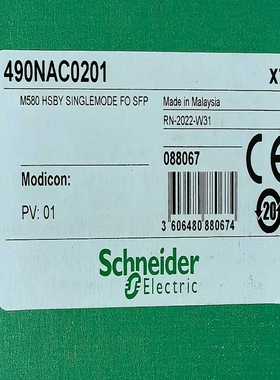 490NAC0201
M580 HSBY SINGLEMODE FO SFP
Made in Malaysia
RN-2022-W31
088067
Modicon:
PV: 01
3 606480 880674
Schneider
Electric